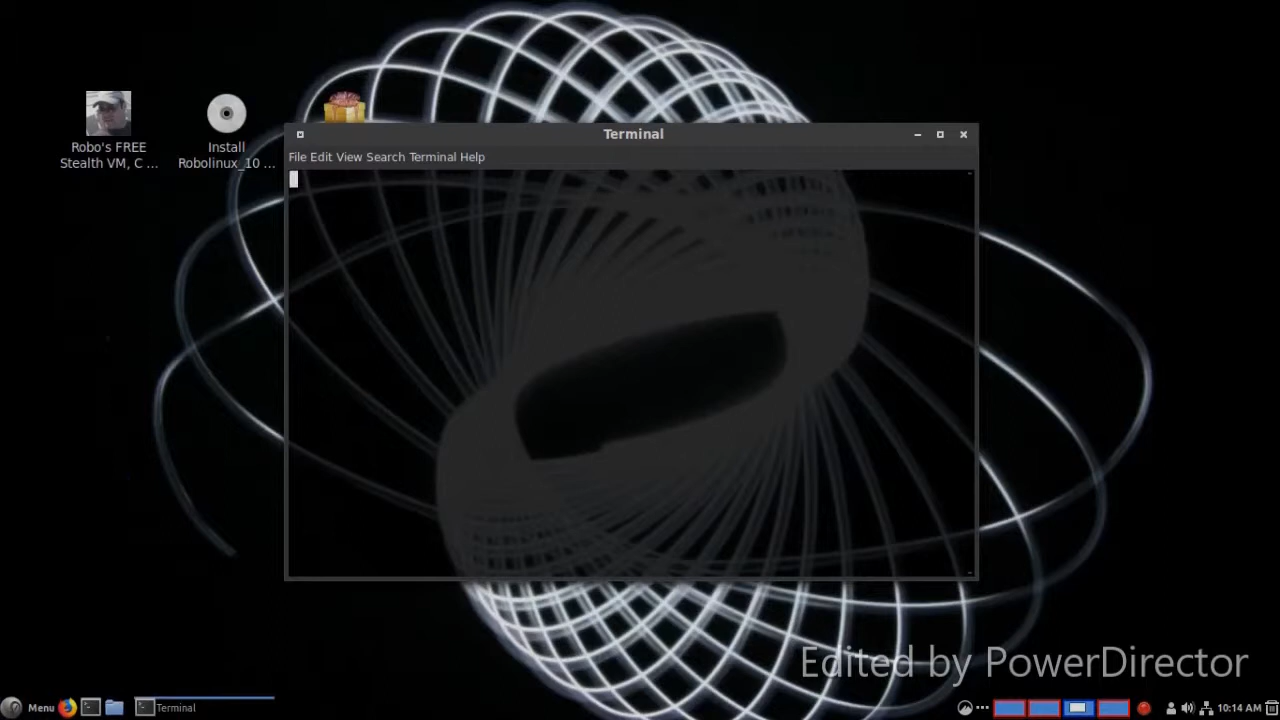 Robo's FREE
Stealth VM, C ...
Install
Robolinux_10 ...
Terminal
File Edit View Search Terminal Help
Edited by PowerDirector
Menu
Terminal
10:14 AM